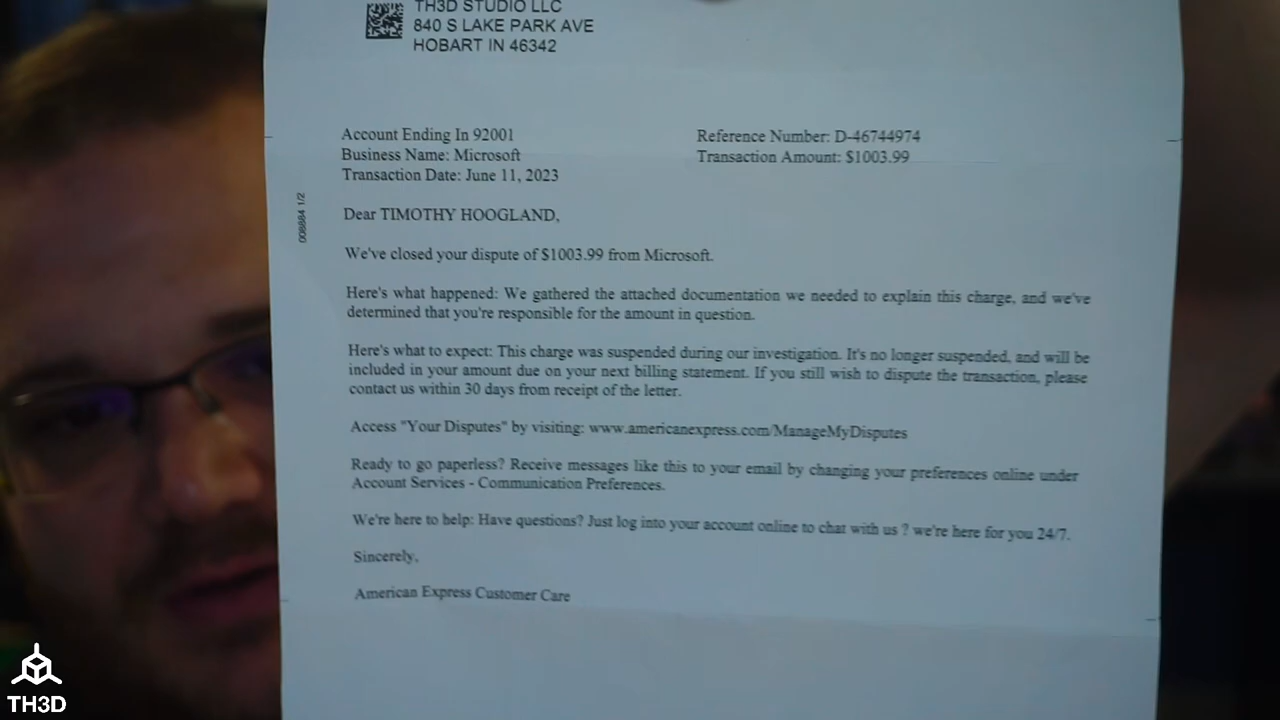 TH3D STUDIO LLC
840 S LAKE PARK AVE
HOBART IN 46342
Account Ending In 92001
Business Name: Microsoft
Transaction Date: June 11, 2023
Reference Number: D-46744974
Transaction Amount: $1003.99
008884 1/2
Dear TIMOTHY HOOGLAND,
We've closed your dispute of $1003.99 from Microsoft.
Here's what happened: We gathered the attached documentation we needed to explain this charge, and we've
determined that you're responsible for the amount in question.
Here's what to expect: This charge was suspended during our investigation. It's no longer suspended, and will be
included in your amount due on your next billing statement. If you still wish to dispute the transaction, please
contact us within 30 days from receipt of the letter.
Access "Your Disputes" by visiting: www.americanexpress.com/ManageMyDisputes
Ready to go paperless? Receive messages like this to your email by changing your preferences online under
Account Services - Communication Preferences.
We're here to help: Have questions? Just log into your account online to chat with us ? we're here for you 24/7.
Sincerely,
American Express Customer Care
TH3D